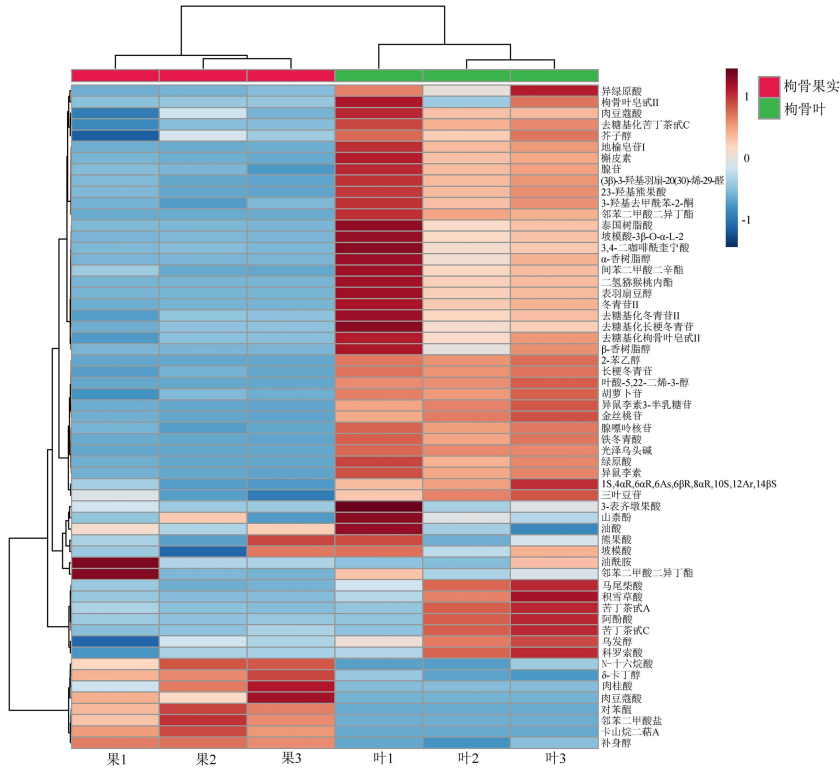 异绿原酸
枸骨叶皂甙II
肉豆蔻酸
去糖基化苦丁茶甙C
芥子醇
地榆皂苷I
槲皮素
腺苷
(3β)-3-羟基羽扇-20(30)-烯-29-醛
23-羟基熊果酸
3-羟基去甲酰苯-2-酮
邻苯二甲酸二异丁酯
泰国树脂酸
坡模酸-3β-O-α-L-2
3,4-二咖啡酰奎宁酸
α-香树脂醇
间苯二甲酸二辛酯
二氢猕猴桃内酯
表羽扇豆醇
冬青苷II
去糖基化冬青苷II
去糖基化长梗冬青苷
去糖基化枸骨叶皂甙II
β-香树脂醇
2-苯乙醇
长梗冬青苷
叶酸-5,22-二烯-3-醇
胡萝卜苷
异鼠李素3-半乳糖苷
金丝桃苷
腺嘌呤核苷
铁冬青酸
光泽乌头碱
绿原酸
异鼠李素
1S,4αR,6αR,6As,6βR,8αR,10S,12Ar,14βS
三叶豆苷
3-表齐墩果酸
山柰酚
油酸
熊果酸
坡模酸
油酰胺
邻苯二甲酸二异丁酯
马尾柴酸
积雪草酸
苦丁茶甙A
阿酚酸
苦丁茶甙C
乌发醇
科罗索酸
N-十六烷酸
δ-卡丁醇
肉桂酸
肉豆蔻酸
对苯醌
邻苯二甲酸盐
卡山烷二萜A
补身醇
果1 果2 果3 叶1 叶2 叶3
1
0
-1
枸骨果实
枸骨叶